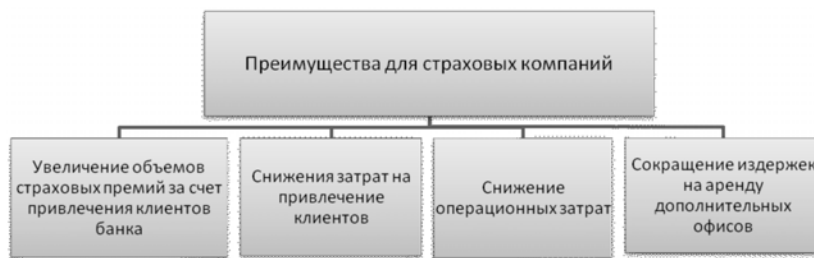 Преимущества для страховых компаний
Увеличение объемов
страховых премий за счет
привлечения клиентов
банка
Снижения затрат на
привлечение
клиентов
Снижение
операционных затрат
Сокращение издержек
на аренду
дополнительных
офисов